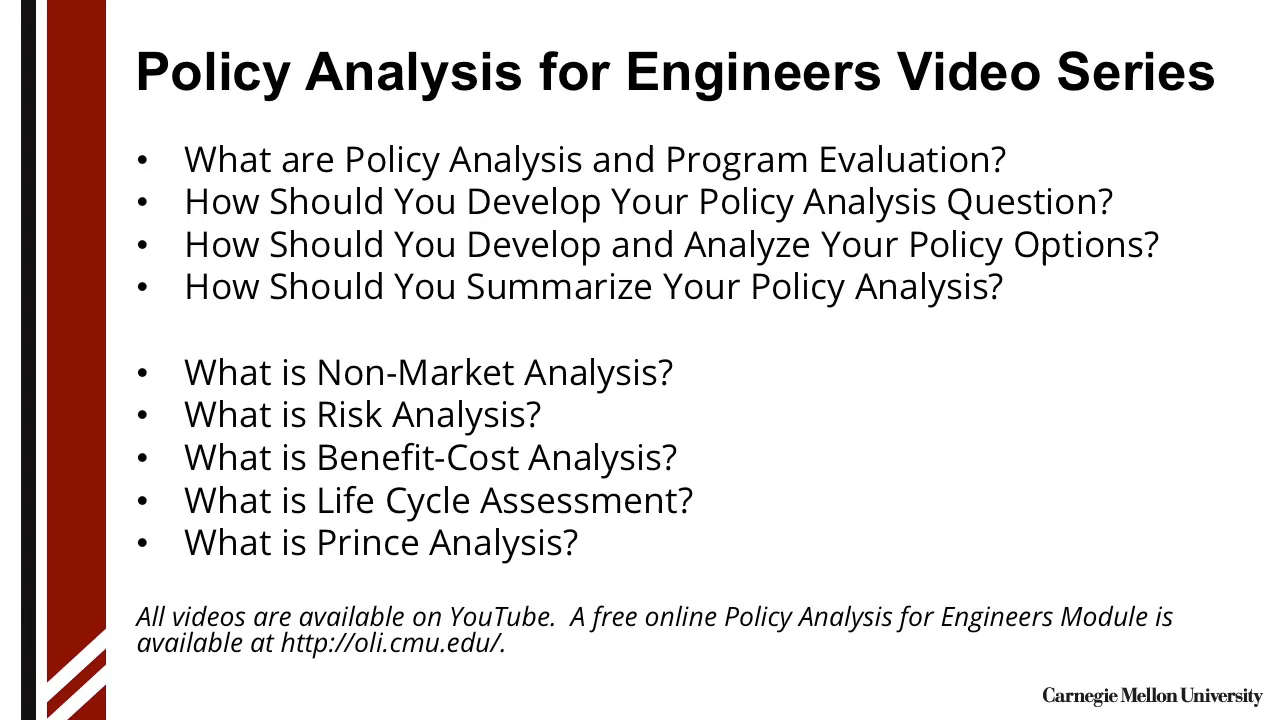 Policy Analysis for Engineers Video Series
• What are Policy Analysis and Program Evaluation?
• How Should You Develop Your Policy Analysis Question?
• How Should You Develop and Analyze Your Policy Options?
• How Should You Summarize Your Policy Analysis?
• What is Non-Market Analysis?
• What is Risk Analysis?
• What is Benefit-Cost Analysis?
• What is Life Cycle Assessment?
• What is Prince Analysis?
All videos are available on YouTube.  A free online Policy Analysis for Engineers Module is
available at http://oli.cmu.edu/.
Carnegie Mellon University